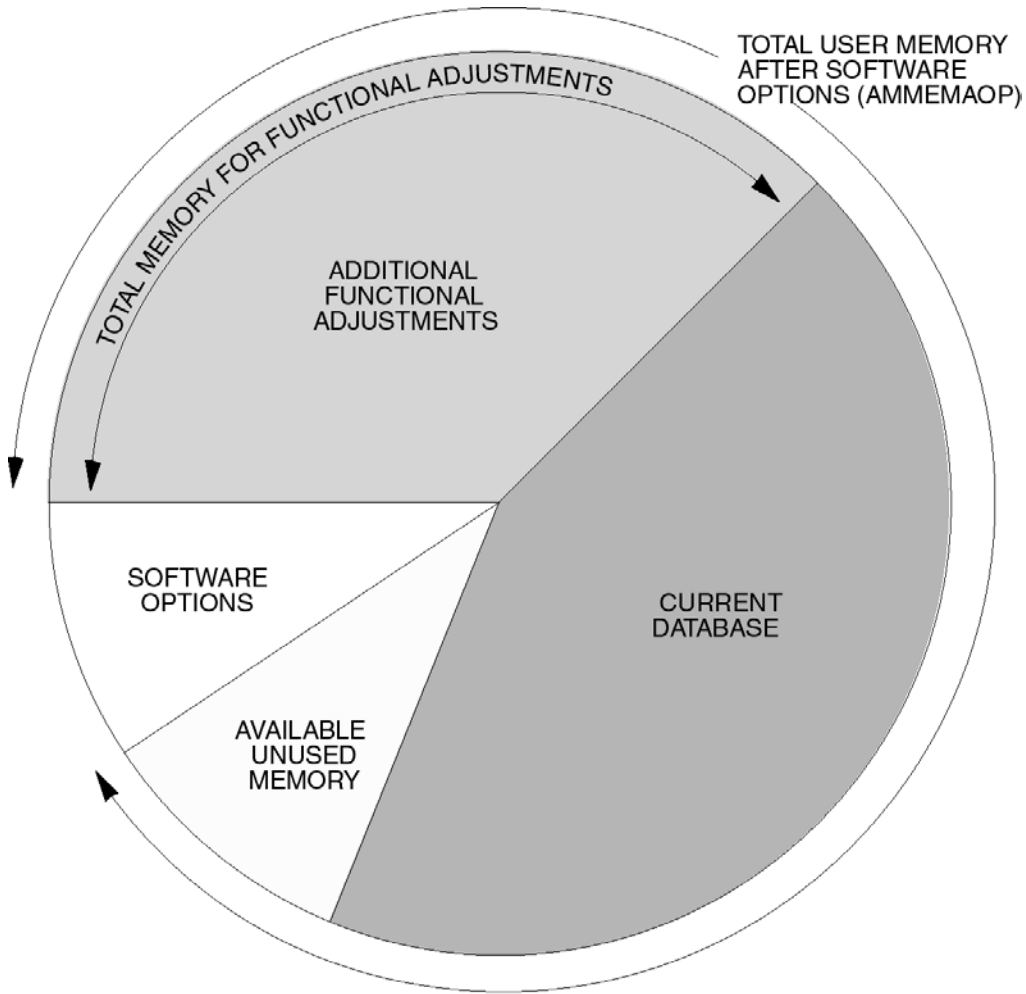 TOTAL USER MEMORY
AFTER SOFTWARE
OPTIONS (AMMEMAOP)
TOTAL MEMORY FOR FUNCTIONAL ADJUSTMENTS
ADDITIONAL
FUNCTIONAL
ADJUSTMENTS
SOFTWARE
OPTIONS
CURRENT
DATABASE
AVAILABLE
UNUSED
MEMORY